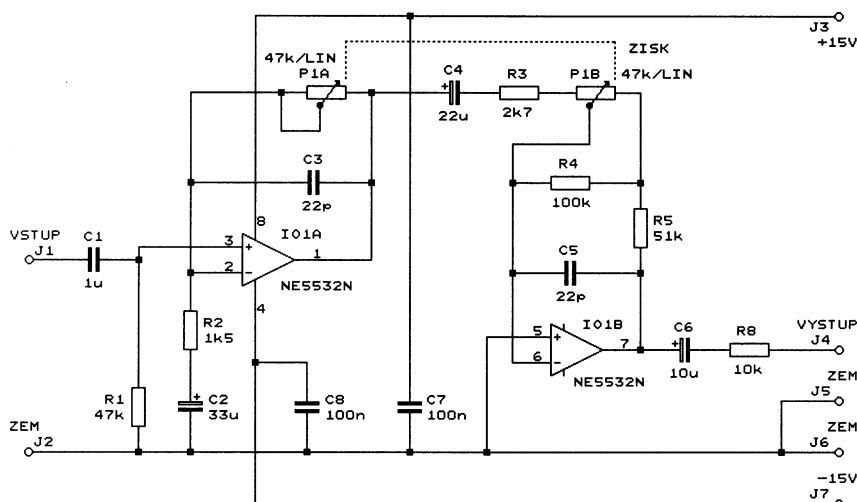 J3
+15V
47k/LIN
P1A
ZISK
C4
22u
R3
2k7
P1B
47k/LIN
C3
22p
R4
100k
R5
51k
8
VSTUP
J1
C1
1u
3
2
+
−
I01A
1
NE5532N
4
C5
22p
R2
1k5
5
6
+
−
I01B
7
NE5532N
C6
+
10u
R8
10k
VYSTUP
J4
R1
47k
+
C2
33u
C8
100n
C7
100n
ZEM
J5
ZEM
J2
ZEM
J6
-15V
J7
+